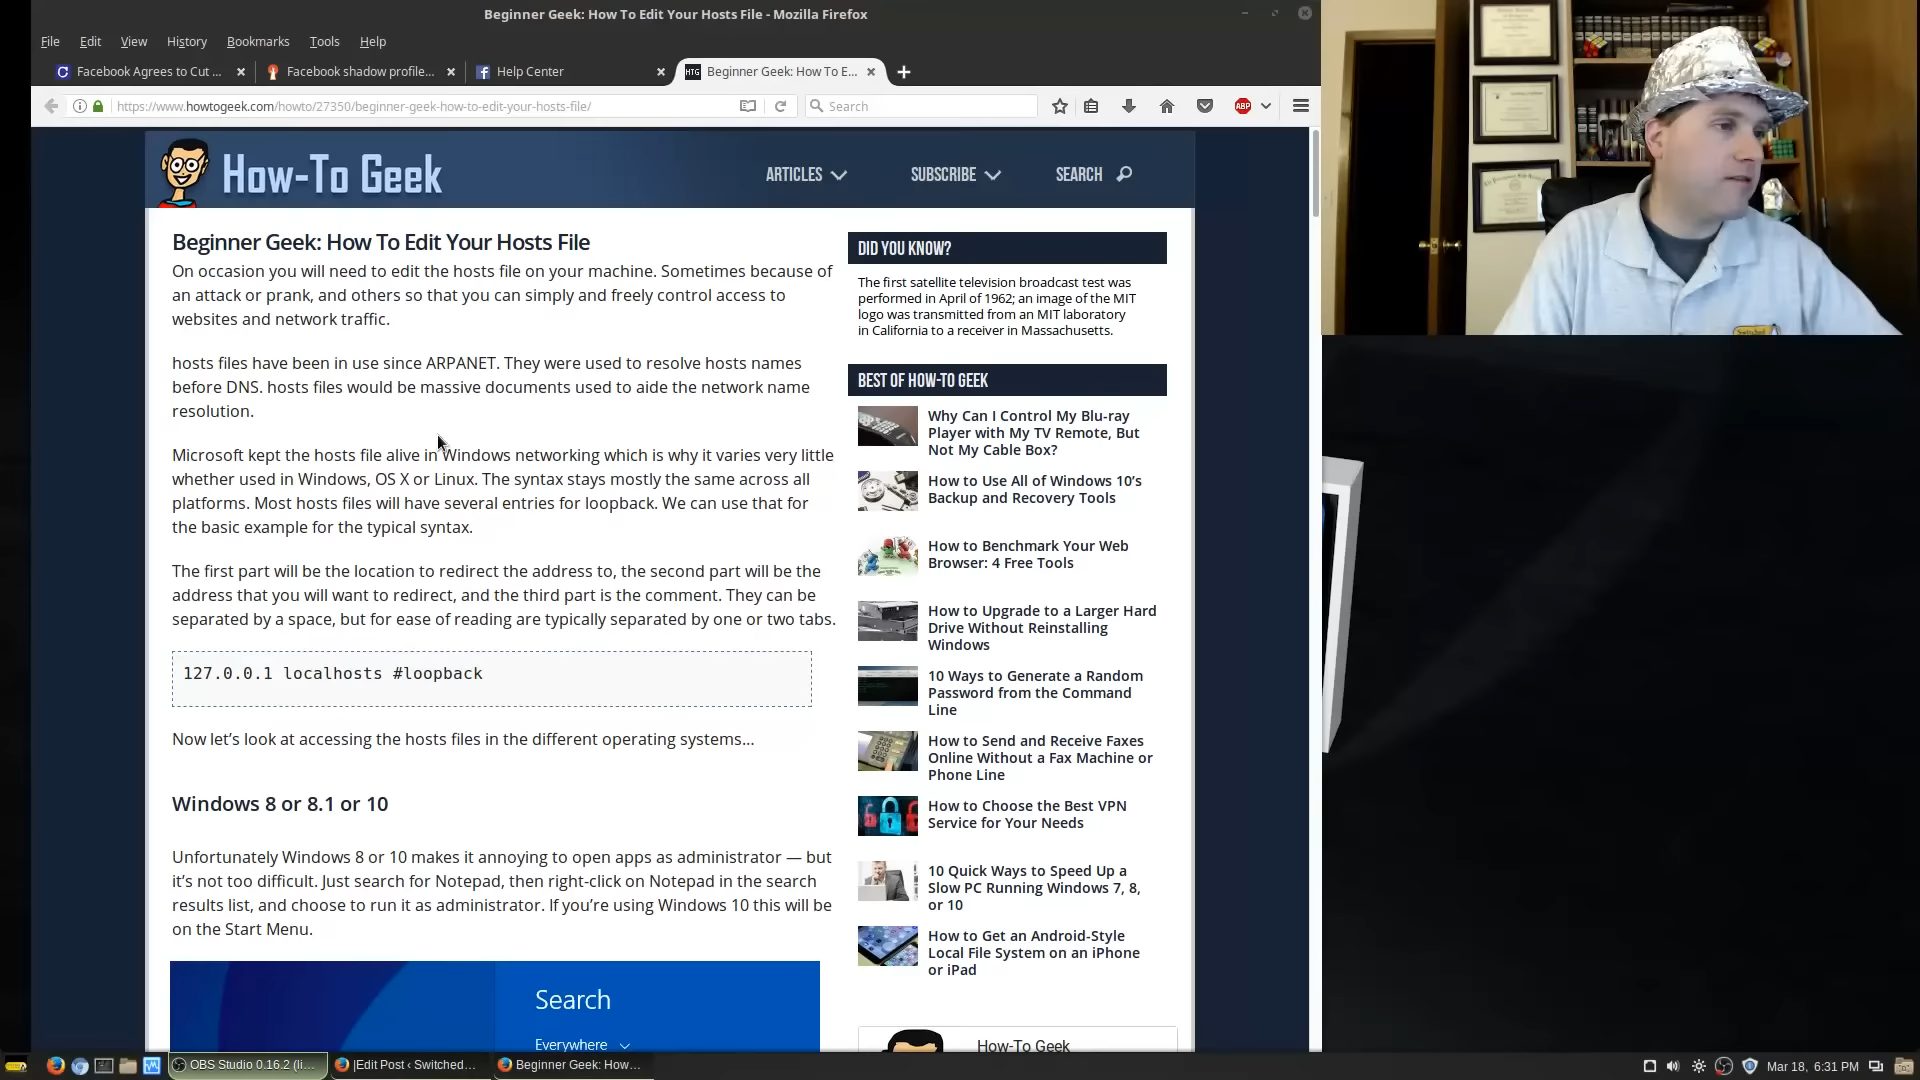 Beginner Geek: How To Edit Your Hosts File - Mozilla Firefox
File Edit View History Bookmarks Tools Help
Facebook Agrees to Cut ...
Facebook shadow profile...
Help Center
HTG Beginner Geek: How To E...
https://www.howtogeek.com/howto/27350/beginner-geek-how-to-edit-your-hosts-file/
Search
ABP
How-To Geek
ARTICLES SUBSCRIBE SEARCH
Beginner Geek: How To Edit Your Hosts File
On occasion you will need to edit the hosts file on your machine. Sometimes because of
an attack or prank, and others so that you can simply and freely control access to
websites and network traffic.
hosts files have been in use since ARPANET. They were used to resolve hosts names
before DNS. hosts files would be massive documents used to aide the network name
resolution.
Microsoft kept the hosts file alive in Windows networking which is why it varies very little
whether used in Windows, OS X or Linux. The syntax stays mostly the same across all
platforms. Most hosts files will have several entries for loopback. We can use that for
the basic example for the typical syntax.
The first part will be the location to redirect the address to, the second part will be the
address that you will want to redirect, and the third part is the comment. They can be
separated by a space, but for ease of reading are typically separated by one or two tabs.
127.0.0.1 localhosts #loopback
Now let’s look at accessing the hosts files in the different operating systems…
Windows 8 or 8.1 or 10
Unfortunately Windows 8 or 10 makes it annoying to open apps as administrator — but
it’s not too difficult. Just search for Notepad, then right-click on Notepad in the search
results list, and choose to run it as administrator. If you’re using Windows 10 this will be
on the Start Menu.
Search
Everywhere
DID YOU KNOW?
The first satellite television broadcast test was
performed in April of 1962; an image of the MIT
logo was transmitted from an MIT laboratory
in California to a receiver in Massachusetts.
BEST OF HOW-TO GEEK
Why Can I Control My Blu-ray
Player with My TV Remote, But
Not My Cable Box?
How to Use All of Windows 10’s
Backup and Recovery Tools
How to Benchmark Your Web
Browser: 4 Free Tools
How to Upgrade to a Larger Hard
Drive Without Reinstalling
Windows
10 Ways to Generate a Random
Password from the Command
Line
How to Send and Receive Faxes
Online Without a Fax Machine or
Phone Line
How to Choose the Best VPN
Service for Your Needs
10 Quick Ways to Speed Up a
Slow PC Running Windows 7, 8,
or 10
How to Get an Android-Style
Local File System on an iPhone
or iPad
How-To Geek
OBS Studio 0.16.2 (li...
|Edit Post ‹ Switched...
Beginner Geek: How...
Mar 18, 6:31 PM